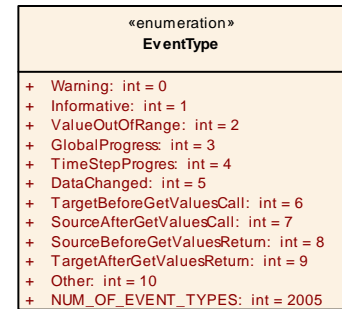 «enumeration»
EventType
+ Warning: int = 0
+ Informative: int = 1
+ ValueOutOfRange: int = 2
+ GlobalProgress: int = 3
+ TimeStepProgres: int = 4
+ DataChanged: int = 5
+ TargetBeforeGetValuesCall: int = 6
+ SourceAfterGetValuesCall: int = 7
+ SourceBeforeGetValuesReturn: int = 8
+ TargetAfterGetValuesReturn: int = 9
+ Other: int = 10
+ NUM_OF_EVENT_TYPES: int = 2005